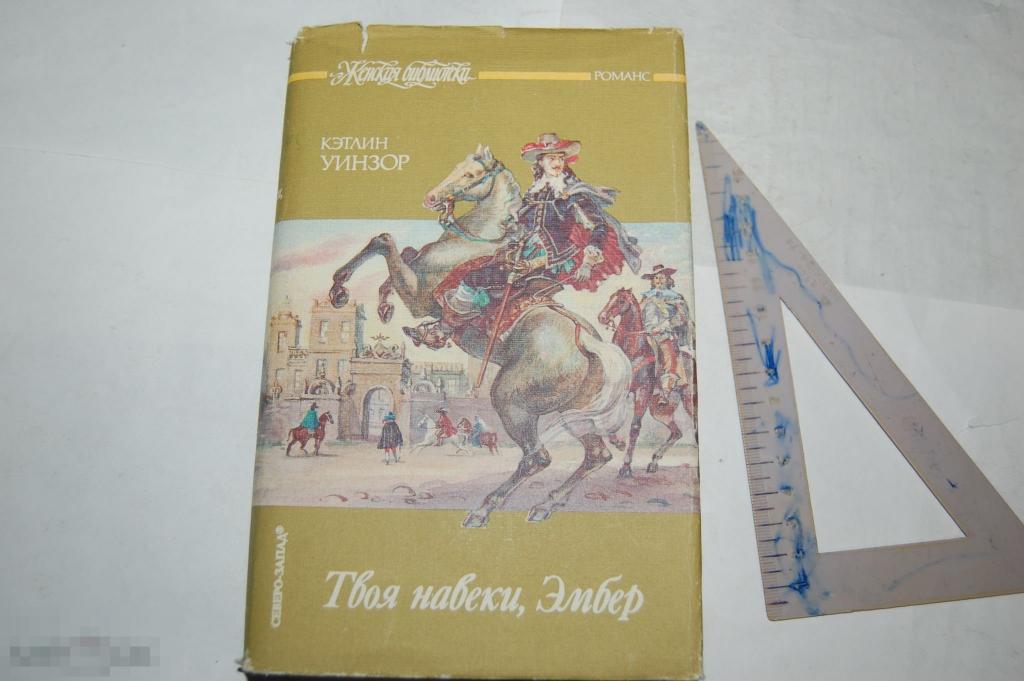 Женская библиотека
РОМАНС
КЭТЛИН
УИНЗОР
СЕВЕРО-ЗАПАД®
Твоя навеки, Эмбер